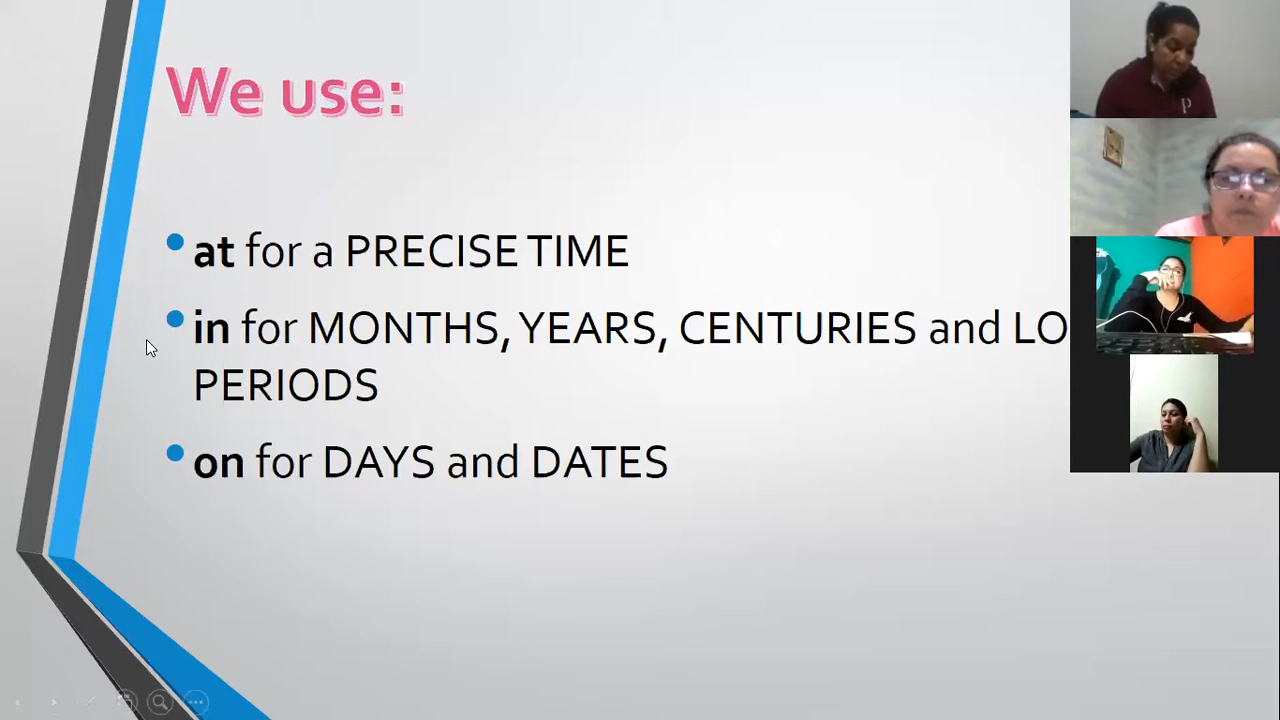 We use:
at for a PRECISE TIME
in for MONTHS, YEARS, CENTURIES and LO
PERIODS
on for DAYS and DATES